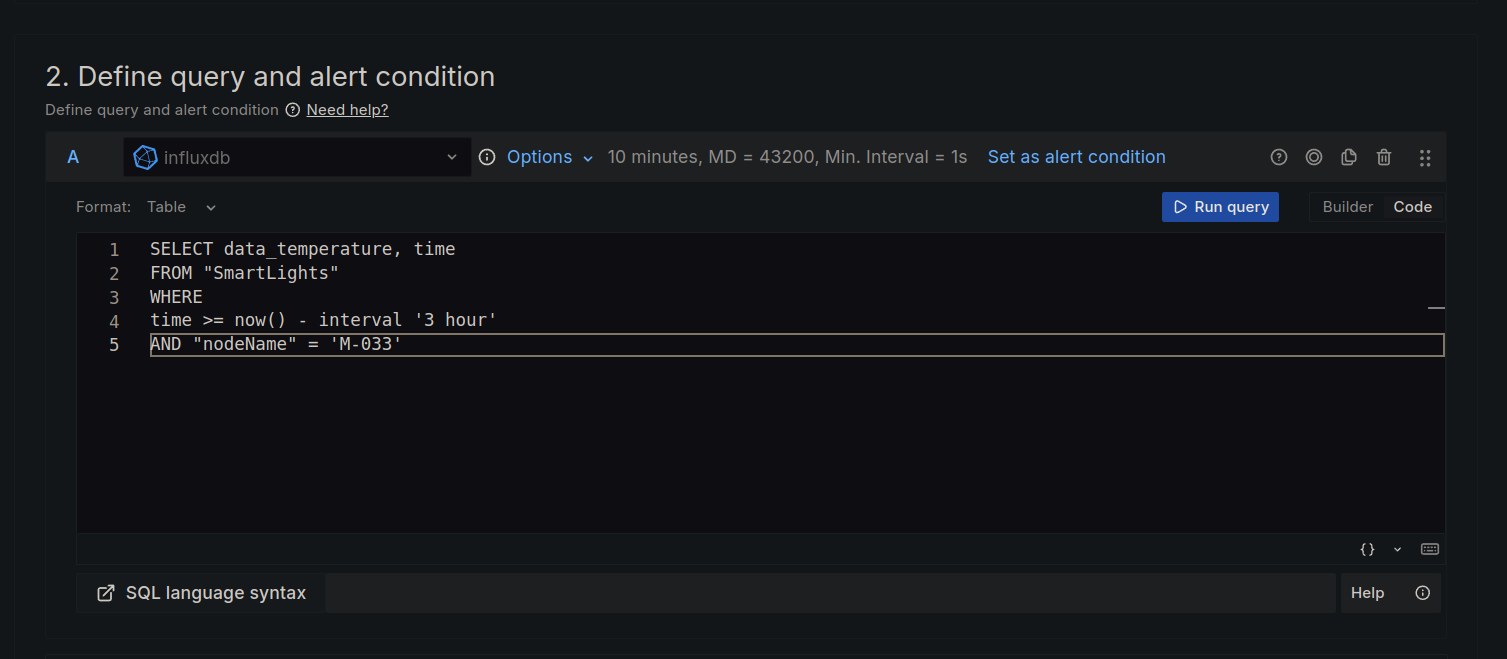 2. Define query and alert condition
Define query and alert condition Need help?
A influxdb Options 10 minutes, MD = 43200, Min. Interval = 1s Set as alert condition
Format: Table Run query Builder Code
1 SELECT data_temperature, time
2 FROM "SmartLights"
3 WHERE
4 time >= now() - interval '3 hour'
5 AND "nodeName" = 'M-033'
{}
SQL language syntax Help